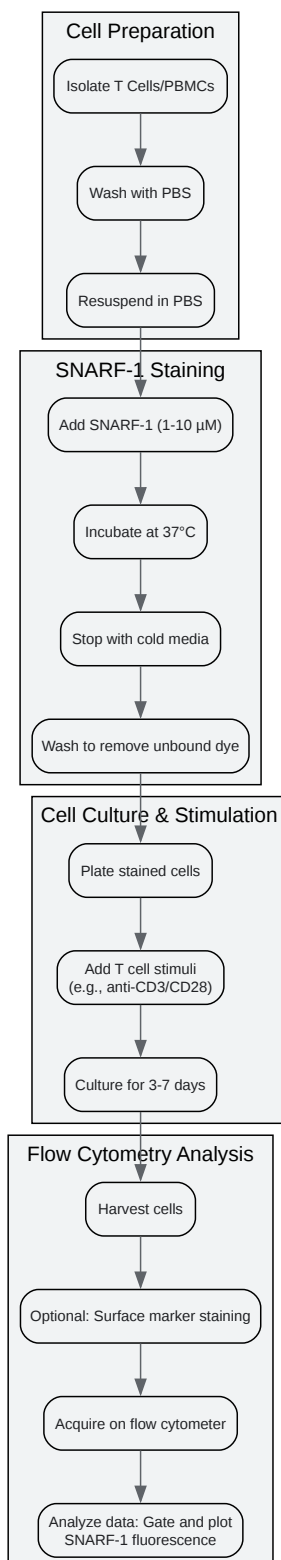 Cell Preparation
Isolate T Cells/PBMCs
Wash with PBS
Resuspend in PBS
SNARF-1 Staining
Add SNARF-1 (1-10 µM)
Incubate at 37°C
Stop with cold media
Wash to remove unbound dye
Cell Culture & Stimulation
Plate stained cells
Add T cell stimuli
(e.g., anti-CD3/CD28)
Culture for 3-7 days
Flow Cytometry Analysis
Harvest cells
Optional: Surface marker staining
Acquire on flow cytometer
Analyze data: Gate and plot
SNARF-1 fluorescence